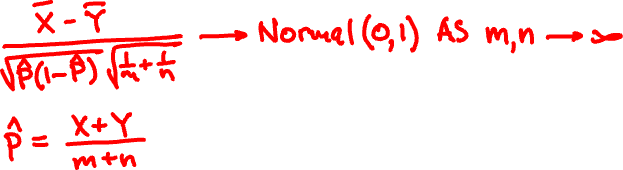 X̄ - Ȳ / √(p̂(1-p̂)) √(1/m + 1/n) → Normal (0,1) AS m,n → ∞
p̂ = X+Y / m+n